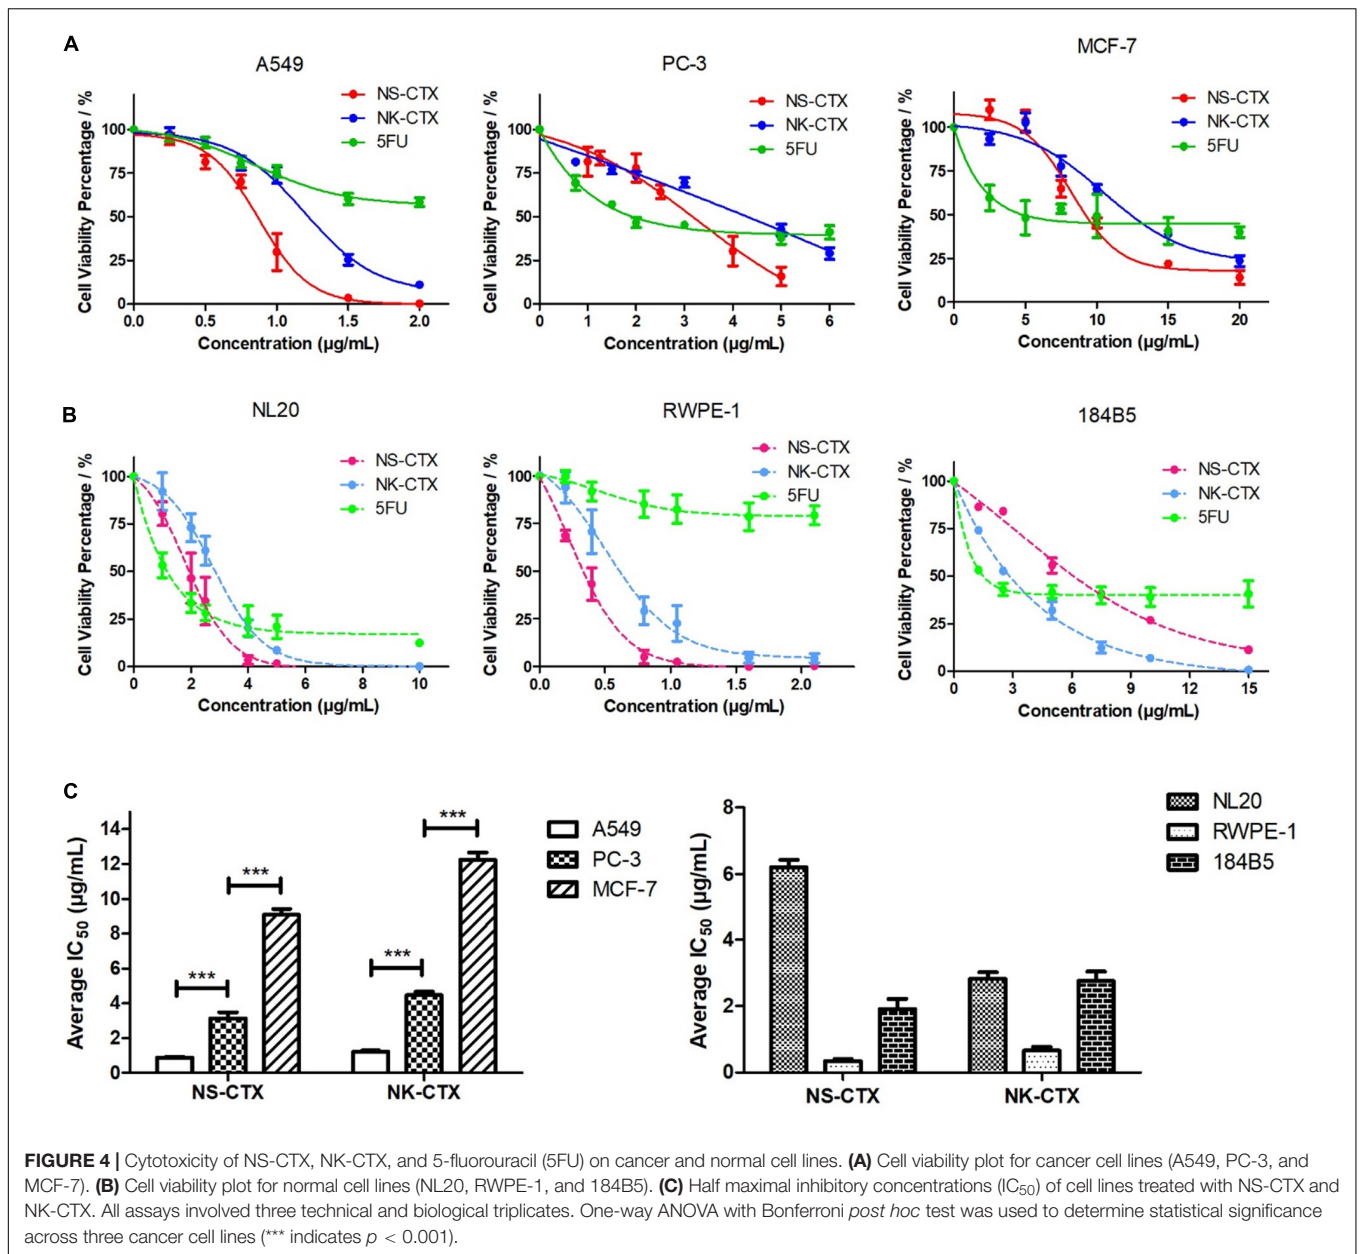 A
A549
NS-CTX
NK-CTX
5FU
Cell Viability Percentage / %
100
75
50
25
0
0.0 0.5 1.0 1.5 2.0
Concentration (µg/mL)
PC-3
NS-CTX
NK-CTX
5FU
Cell Viability Percentage / %
100
75
50
25
0
0 1 2 3 4 5 6
Concentration (µg/mL)
MCF-7
NS-CTX
NK-CTX
5FU
Cell Viability Percentage / %
100
75
50
25
0
0 5 10 15 20
Concentration (µg/mL)
B
NL20
NS-CTX
NK-CTX
5FU
Cell Viability Percentage / %
100
75
50
25
0
0 2 4 6 8 10
Concentration (µg/mL)
RWPE-1
NS-CTX
NK-CTX
5FU
Cell Viability Percentage / %
100
75
50
25
0
0.0 0.5 1.0 1.5 2.0
Concentration (µg/mL)
184B5
NS-CTX
NK-CTX
5FU
Cell Viability Percentage / %
100
75
50
25
0
0 3 6 9 12 15
Concentration (µg/mL)
C
Average IC50 (µg/mL)
14
12
10
8
6
4
2
0
*** *** *** ***
NS-CTX NK-CTX
A549
PC-3
MCF-7
Average IC50 (µg/mL)
8
6
4
2
0
NS-CTX NK-CTX
NL20
RWPE-1
184B5
FIGURE 4 | Cytotoxicity of NS-CTX, NK-CTX, and 5-fluorouracil (5FU) on cancer and normal cell lines. (A) Cell viability plot for cancer cell lines (A549, PC-3, and
MCF-7). (B) Cell viability plot for normal cell lines (NL20, RWPE-1, and 184B5). (C) Half maximal inhibitory concentrations (IC50) of cell lines treated with NS-CTX and
NK-CTX. All assays involved three technical and biological triplicates. One-way ANOVA with Bonferroni post hoc test was used to determine statistical significance
across three cancer cell lines (*** indicates p < 0.001).